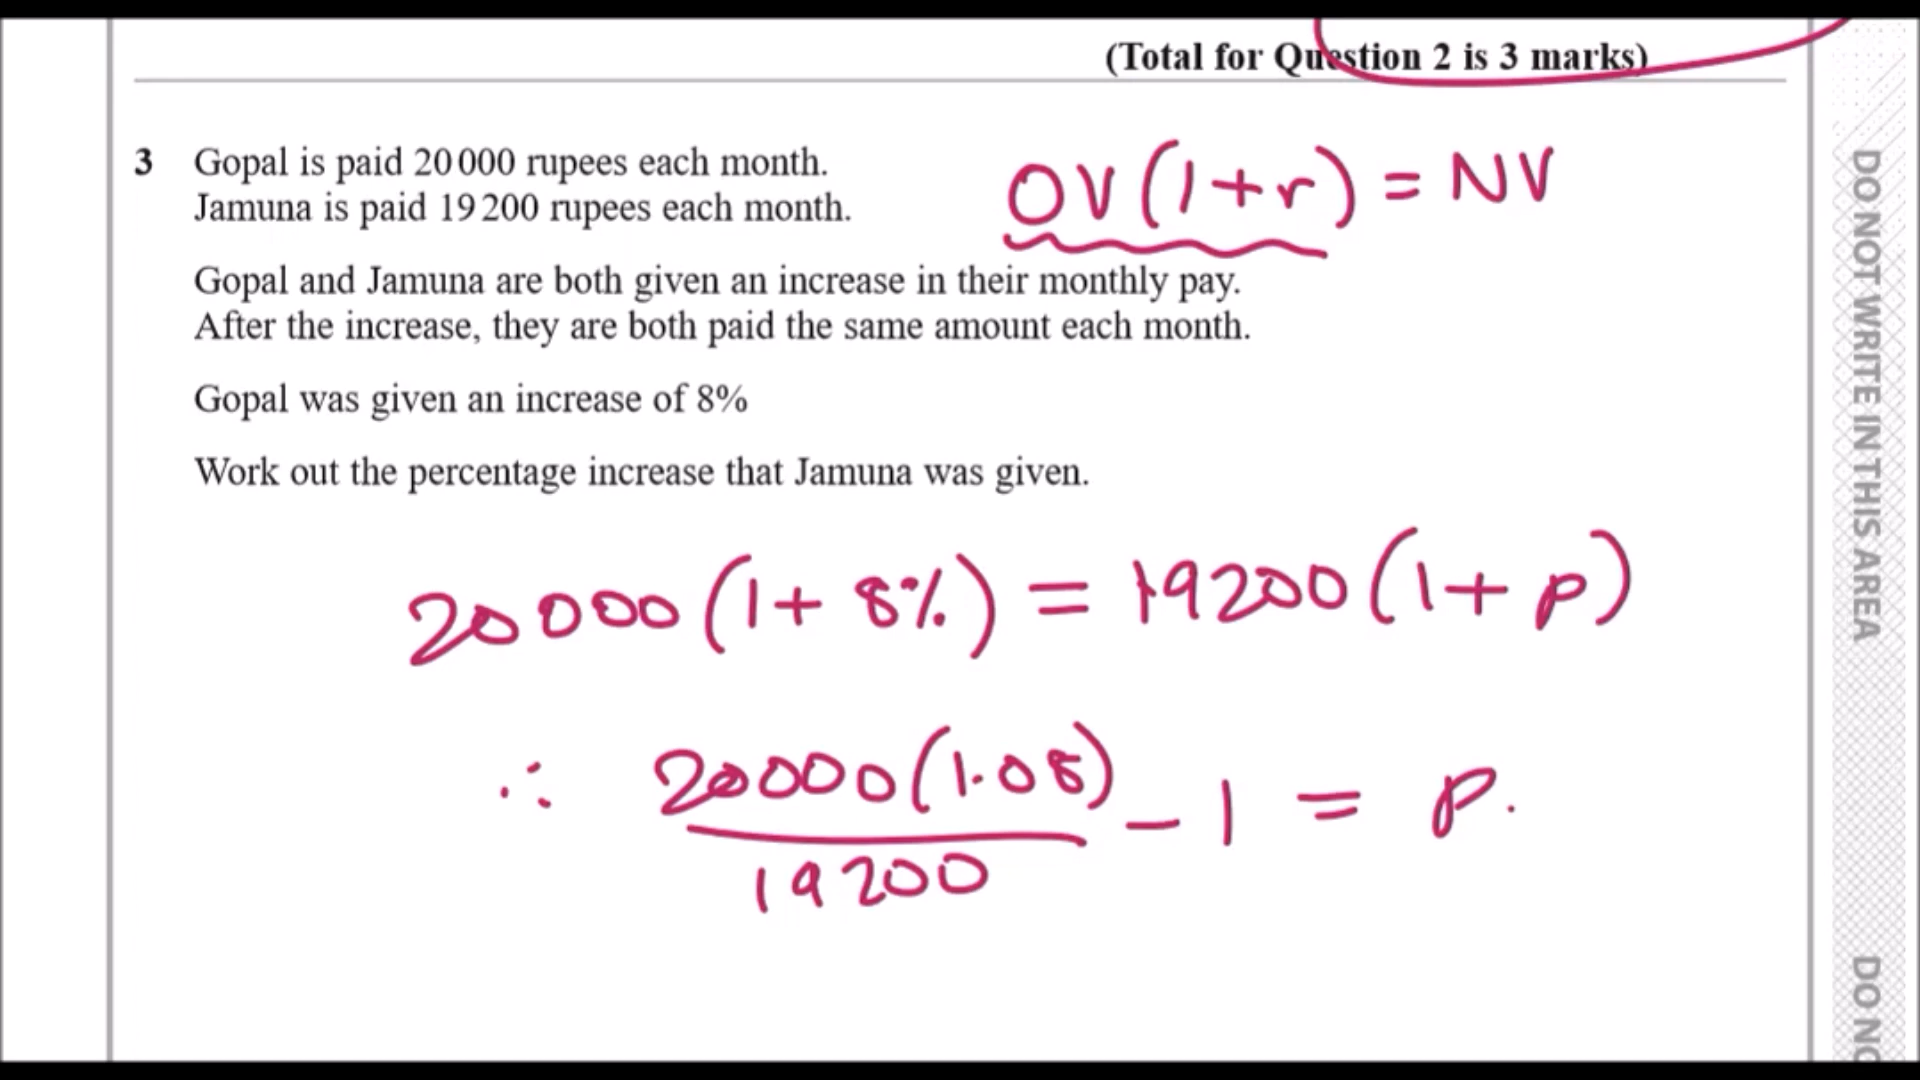 (Total for Question 2 is 3 marks)
3 Gopal is paid 20 000 rupees each month.
Jamuna is paid 19 200 rupees each month.
OV(1+r) = NV
Gopal and Jamuna are both given an increase in their monthly pay.
After the increase, they are both paid the same amount each month.
Gopal was given an increase of 8%
Work out the percentage increase that Jamuna was given.
20000(1+ 8%) = 19200(1+ p)
∴ 20000(1.08)
19200
- 1 = p.
DO NOT WRITE IN THIS AREA
DO NO